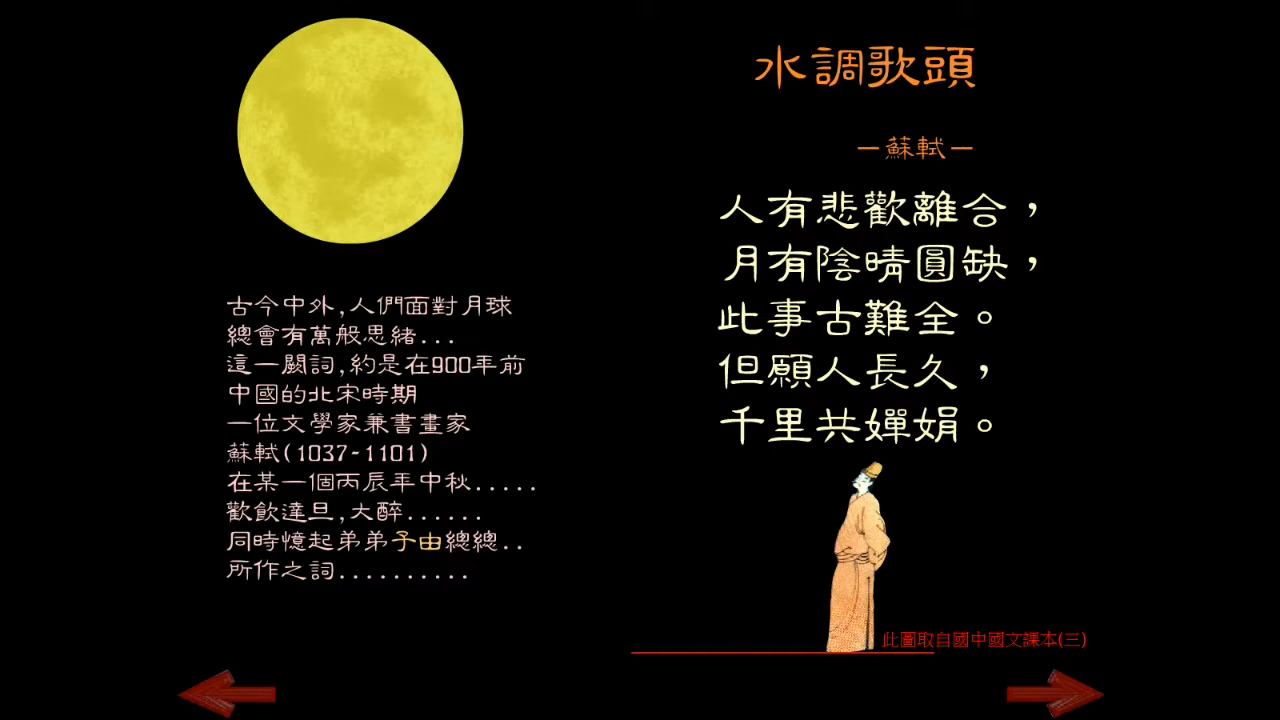 水調歌頭
－蘇軾－
人有悲歡離合，
月有陰晴圓缺，
此事古難全。
但願人長久，
千里共嬋娟。
古今中外,人們面對月球
總會有萬般思緒...
這一闕詞,約是在900年前
中國的北宋時期
一位文學家兼書畫家
蘇軾(1037-1101)
在某一個丙辰年中秋.....
歡飲達旦,大醉......
同時憶起弟弟子由總總..
所作之詞..........
此圖取自國中國文課本(三)